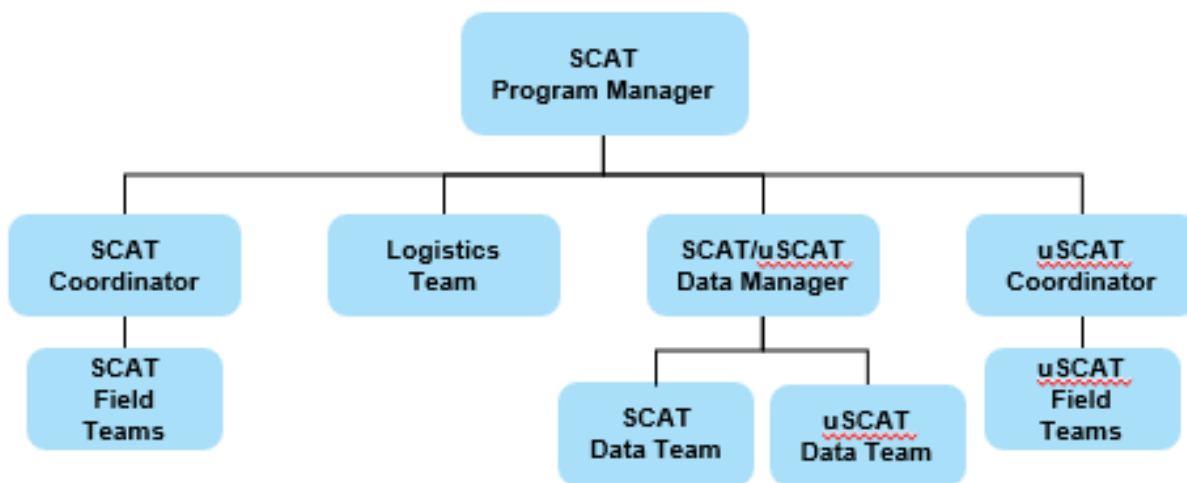 SCAT
Program Manager
SCAT
Coordinator
Logistics
Team
SCAT/uSCAT
Data Manager
uSCAT
Coordinator
SCAT
Field
Teams
SCAT
Data Team
uSCAT
Data Team
uSCAT
Field
Teams